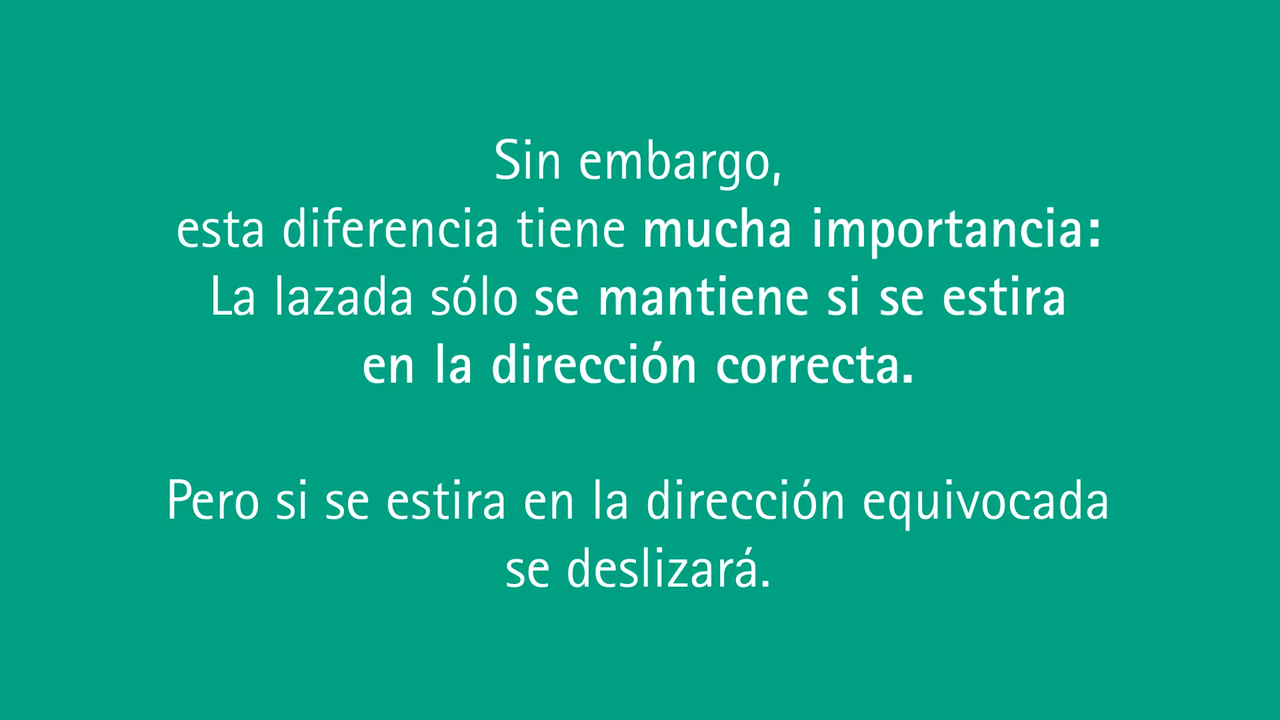 Sin embargo,
esta diferencia tiene mucha importancia:
La lazada sólo se mantiene si se estira
en la dirección correcta.
Pero si se estira en la dirección equivocada
se deslizará.